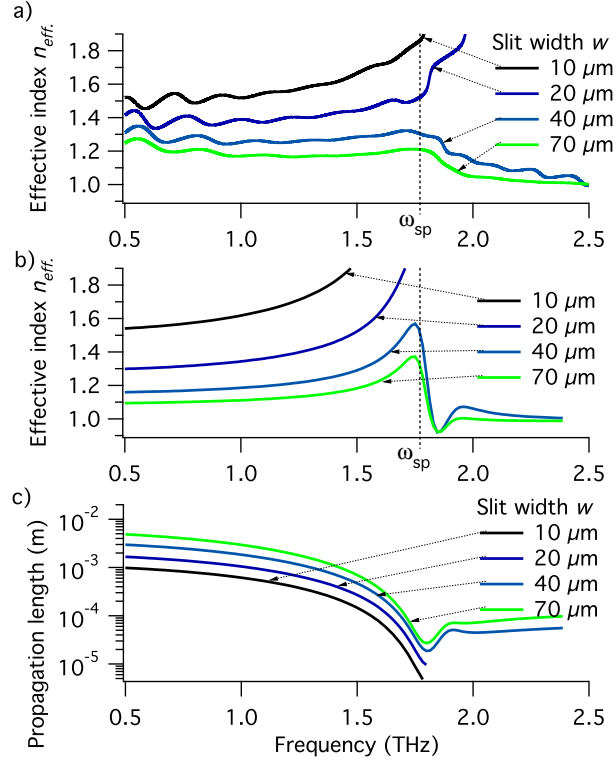 a)
Effective index n eff.
1.8
1.6
1.4
1.2
1.0
Slit width w
10 µm
20 µm
40 µm
70 µm
0.5
1.0
1.5
ωsp
2.0
2.5
b)
Effective index n eff.
1.8
1.6
1.4
1.2
1.0
10 µm
20 µm
40 µm
70 µm
0.5
1.0
1.5
ωsp
2.0
2.5
c)
Propagation length (m)
10-2
10-3
10-4
10-5
Slit width w
10 µm
20 µm
40 µm
70 µm
0.5
1.0
1.5
2.0
2.5
Frequency (THz)